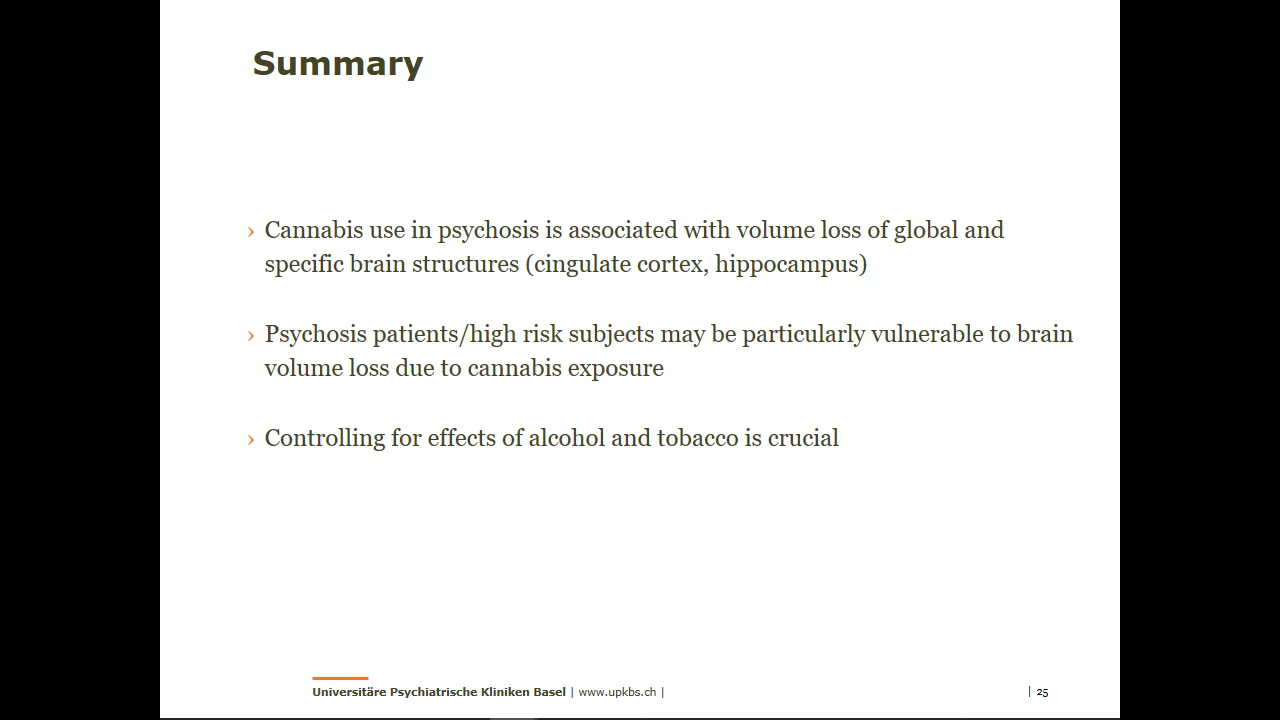 Summary
› Cannabis use in psychosis is associated with volume loss of global and
specific brain structures (cingulate cortex, hippocampus)
› Psychosis patients/high risk subjects may be particularly vulnerable to brain
volume loss due to cannabis exposure
› Controlling for effects of alcohol and tobacco is crucial
Universitäre Psychiatrische Kliniken Basel | www.upkbs.ch | | 25